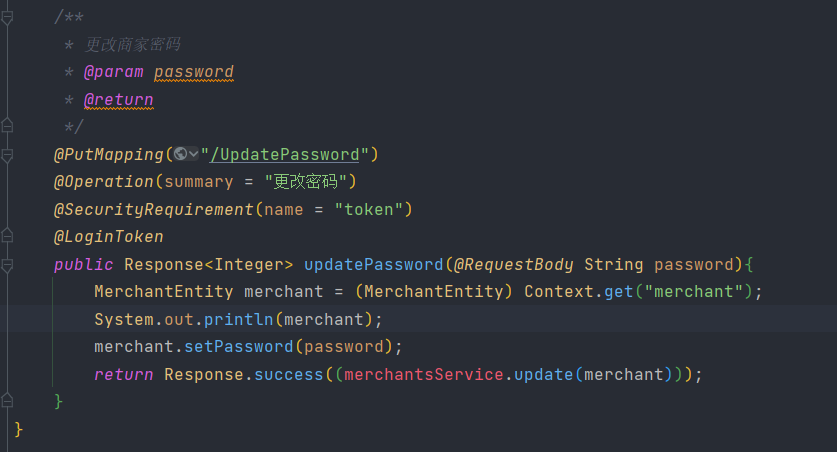 /**
 * 更改商家密码
 * @param password
 * @return
 */
@PutMapping("/UpdatePassword")
@Operation(summary = "更改密码")
@SecurityRequirement(name = "token")
@LoginToken
public Response<Integer> updatePassword(@RequestBody String password){
    MerchantEntity merchant = (MerchantEntity) Context.get("merchant");
    System.out.println(merchant);
    merchant.setPassword(password);
    return Response.success((merchantsService.update(merchant)));
}
}